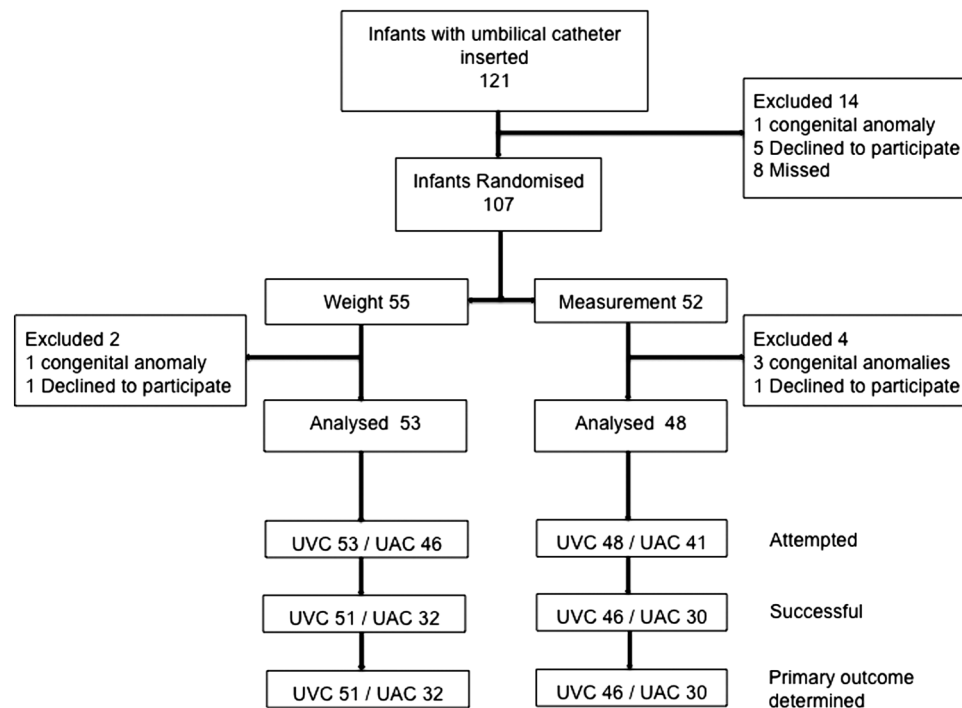 Infants with umbilical catheter
inserted
121
Excluded 14
1 congenital anomaly
5 Declined to participate
8 Missed
Infants Randomised
107
Weight 55
Measurement 52
Excluded 2
1 congenital anomaly
1 Declined to participate
Excluded 4
3 congenital anomalies
1 Declined to participate
Analysed 53
Analysed 48
UVC 53 / UAC 46
UVC 48 / UAC 41
Attempted
UVC 51 / UAC 32
UVC 46 / UAC 30
Successful
UVC 51 / UAC 32
UVC 46 / UAC 30
Primary outcome
determined